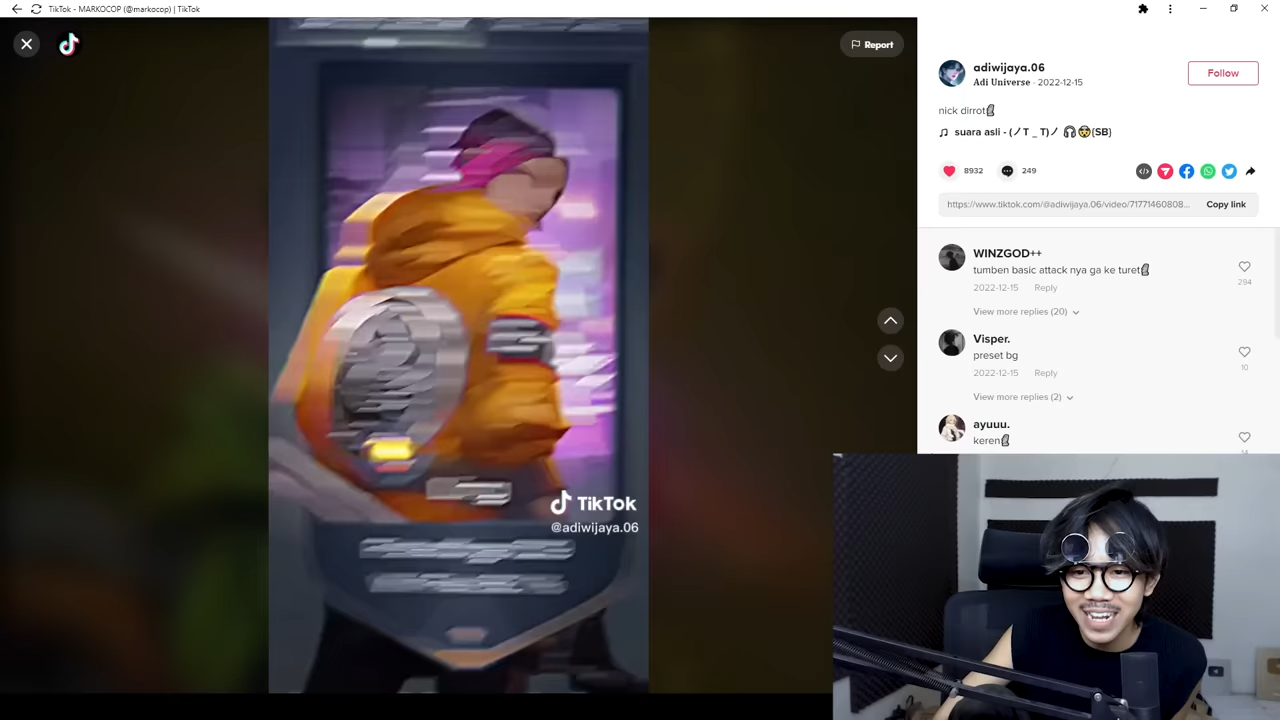 TikTok - MARKOCOP (@markocop) | TikTok
Report
adiwijaya.06
Adi Universe · 2022-12-15
Follow
nick dirrot🗿
♫ suara asli - (ノT _ T)ノ 🎧🤯(SB)
8932
249
https://www.tiktok.com/@adiwijaya.06/video/71771460808...
Copy link
WINZGOD++
tumben basic attack nya ga ke turet🗿
294
2022-12-15 Reply
View more replies (20)
Visper.
preset bg
10
2022-12-15 Reply
View more replies (2)
ayuuu.
keren🗿
TikTok
@adiwijaya.06